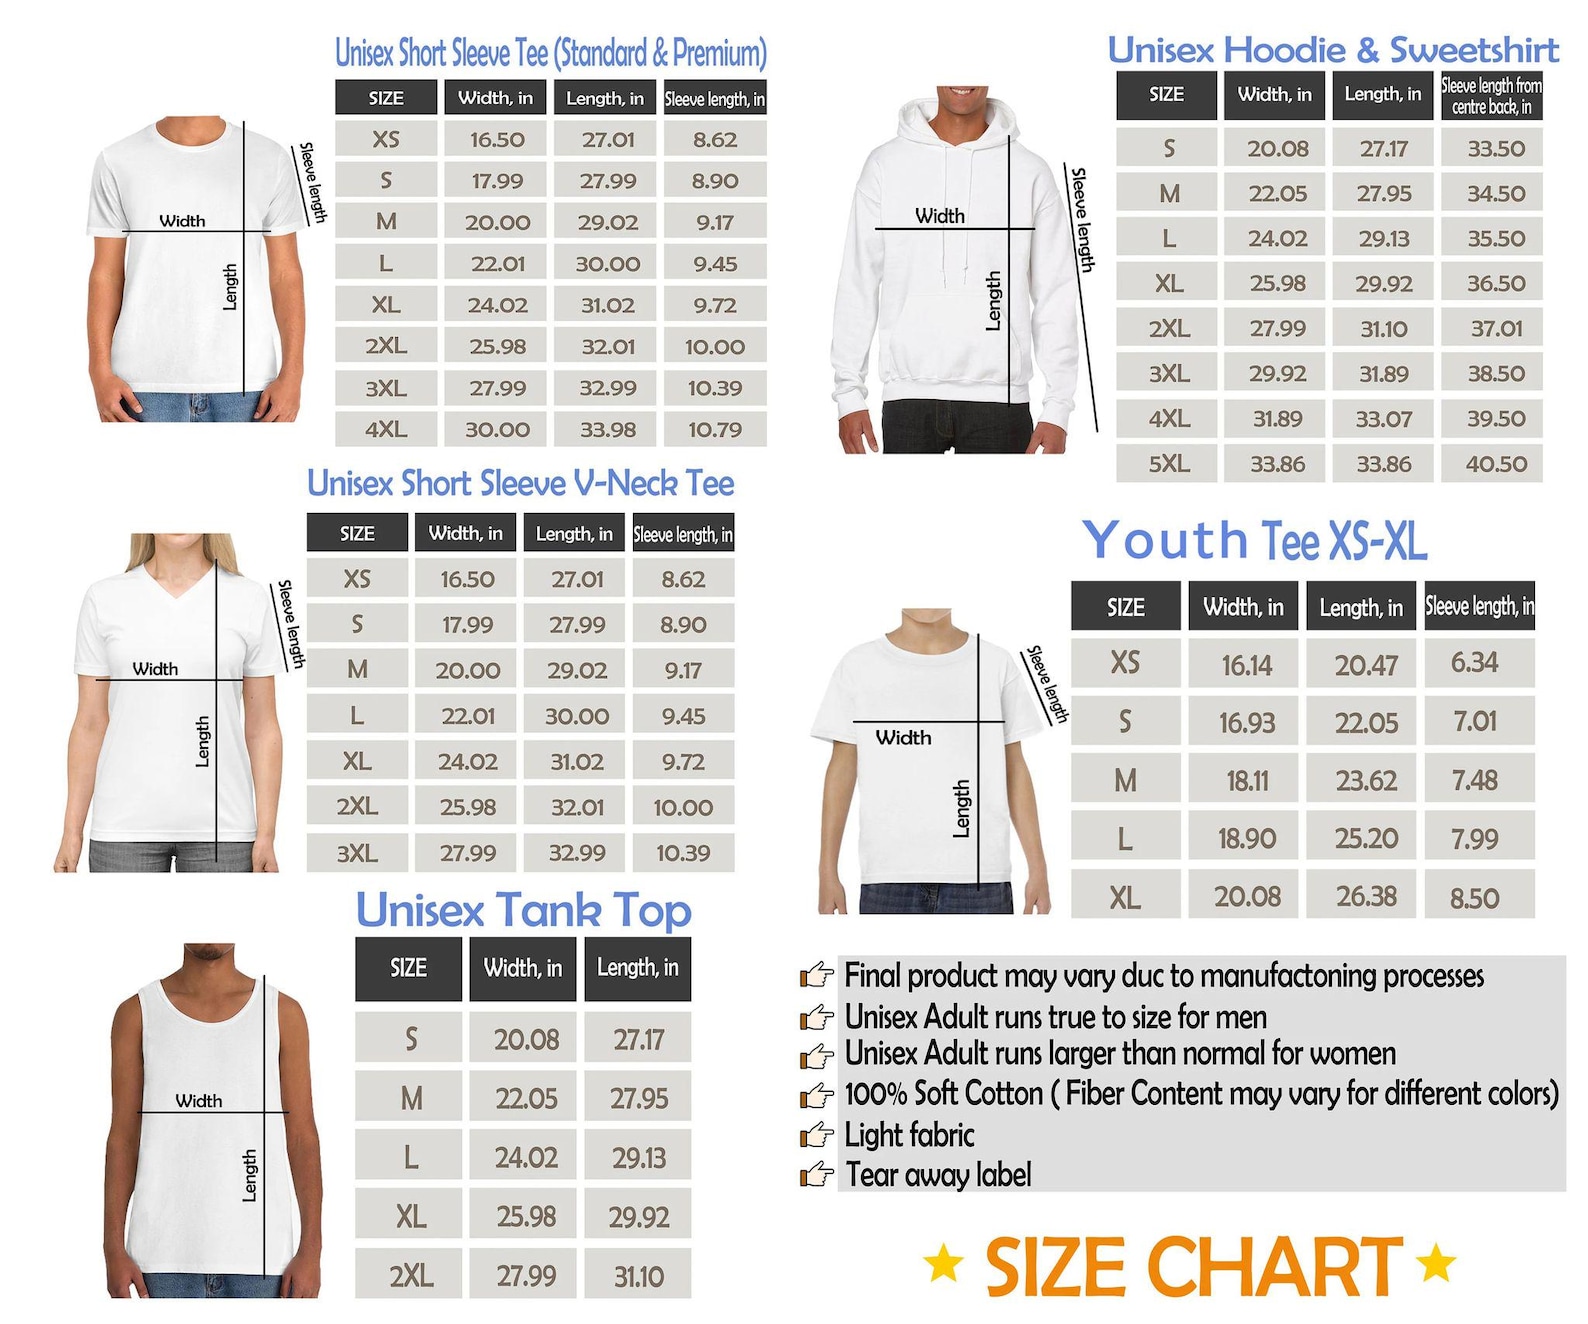 Unisex Short Sleeve Tee (Standard & Premium)
SIZE Width, in Length, in Sleeve length, in
XS 16.50 27.01 8.62
S 17.99 27.99 8.90
M 20.00 29.02 9.17
L 22.01 30.00 9.45
XL 24.02 31.02 9.72
2XL 25.98 32.01 10.00
3XL 27.99 32.99 10.39
4XL 30.00 33.98 10.79
Width
Length
Sleeve length
Unisex Hoodie & Sweetshirt
SIZE Width, in Length, in Sleeve length from centre back, in
S 20.08 27.17 33.50
M 22.05 27.95 34.50
L 24.02 29.13 35.50
XL 25.98 29.92 36.50
2XL 27.99 31.10 37.01
3XL 29.92 31.89 38.50
4XL 31.89 33.07 39.50
5XL 33.86 33.86 40.50
Width
Length
Sleeve length
Unisex Short Sleeve V-Neck Tee
SIZE Width, in Length, in Sleeve length, in
XS 16.50 27.01 8.62
S 17.99 27.99 8.90
M 20.00 29.02 9.17
L 22.01 30.00 9.45
XL 24.02 31.02 9.72
2XL 25.98 32.01 10.00
3XL 27.99 32.99 10.39
Width
Length
Sleeve length
Youth Tee XS-XL
SIZE Width, in Length, in Sleeve length, in
XS 16.14 20.47 6.34
S 16.93 22.05 7.01
M 18.11 23.62 7.48
L 18.90 25.20 7.99
XL 20.08 26.38 8.50
Width
Length
Sleeve length
Unisex Tank Top
SIZE Width, in Length, in
S 20.08 27.17
M 22.05 27.95
L 24.02 29.13
XL 25.98 29.92
2XL 27.99 31.10
Width
Length
Final product may vary duc to manufactoning processes
Unisex Adult runs true to size for men
Unisex Adult runs larger than normal for women
100% Soft Cotton ( Fiber Content may vary for different colors)
Light fabric
Tear away label
SIZE CHART